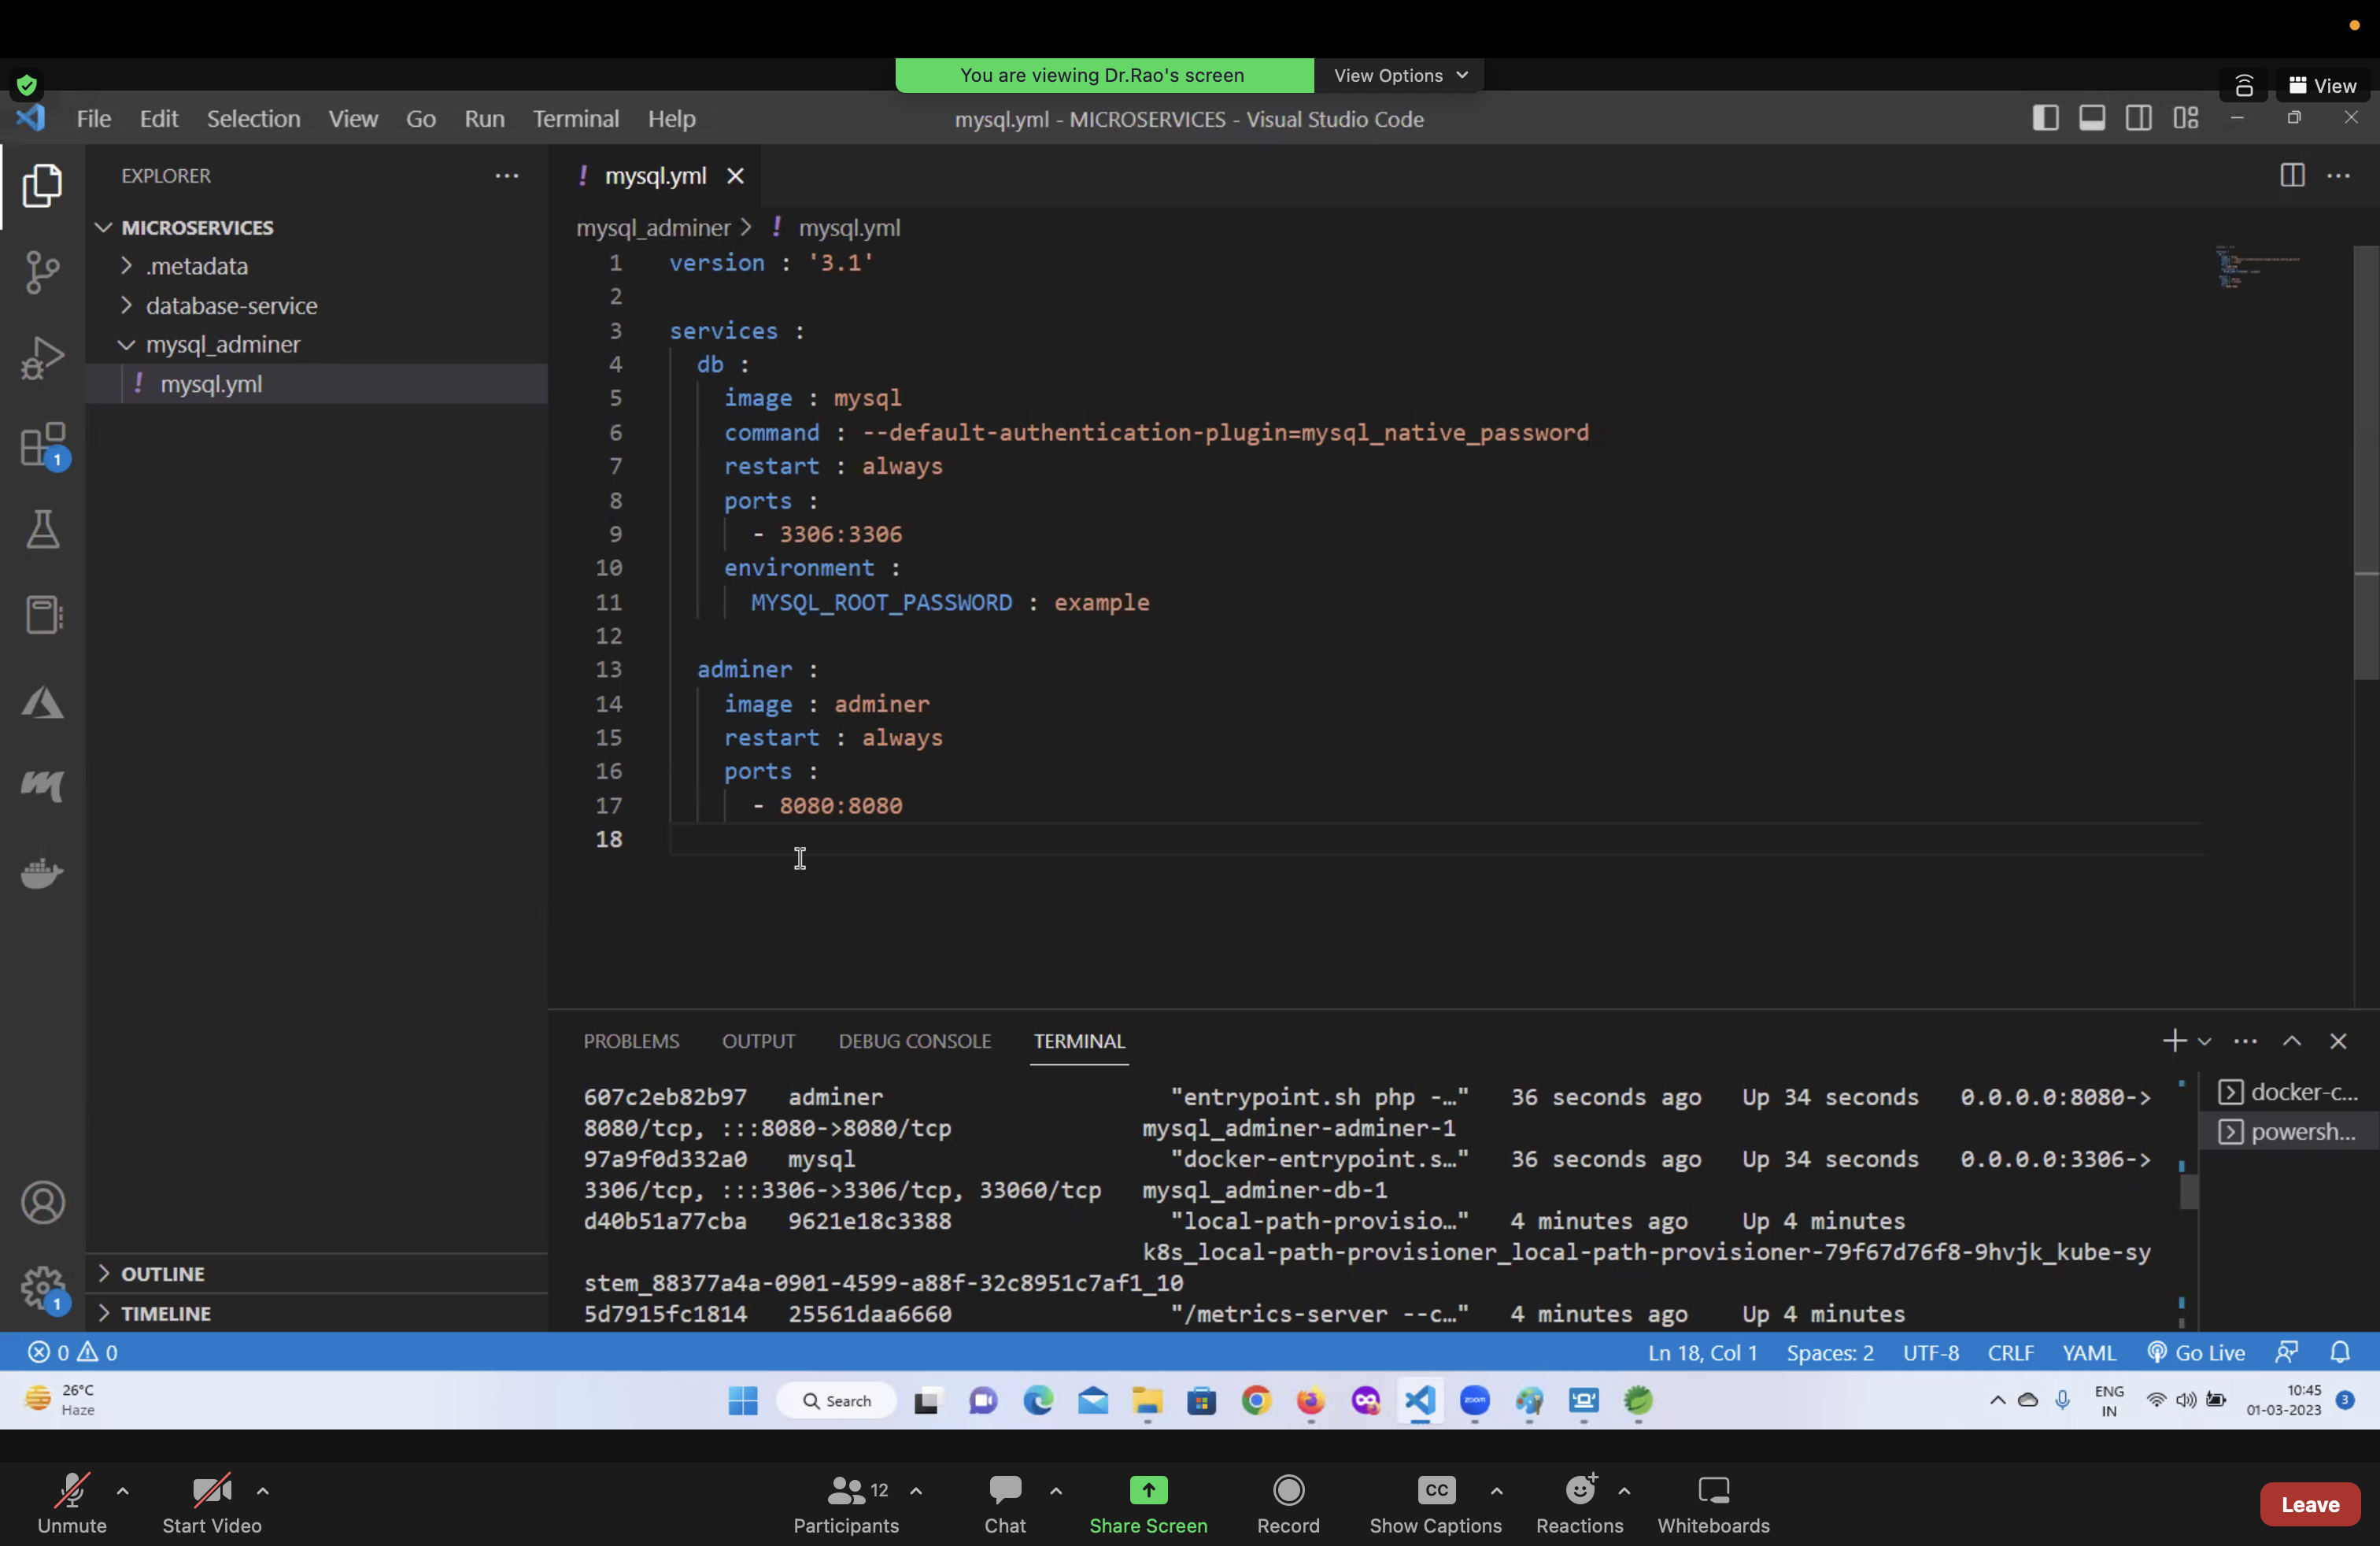 You are viewing Dr.Rao's screen View Options
View
File Edit Selection View Go Run Terminal Help mysql.yml - MICROSERVICES - Visual Studio Code
EXPLORER
MICROSERVICES
.metadata
database-service
mysql_adminer
! mysql.yml
1
! mysql.yml
mysql_adminer > ! mysql.yml
1 version : '3.1'
2
3 services :
4 db :
5 image : mysql
6 command : --default-authentication-plugin=mysql_native_password
7 restart : always
8 ports :
9 - 3306:3306
10 environment :
11 MYSQL_ROOT_PASSWORD : example
12
13 adminer :
14 image : adminer
15 restart : always
16 ports :
17 - 8080:8080
18
PROBLEMS OUTPUT DEBUG CONSOLE TERMINAL
607c2eb82b97 adminer "entrypoint.sh php -…" 36 seconds ago Up 34 seconds 0.0.0.0:8080->
8080/tcp, :::8080->8080/tcp mysql_adminer-adminer-1
97a9f0d332a0 mysql "docker-entrypoint.s…" 36 seconds ago Up 34 seconds 0.0.0.0:3306->
3306/tcp, :::3306->3306/tcp, 33060/tcp mysql_adminer-db-1
d40b51a77cba 9621e18c3388 "local-path-provisio…" 4 minutes ago Up 4 minutes
k8s_local-path-provisioner_local-path-provisioner-79f67d76f8-9hvjk_kube-sy
stem_88377a4a-0901-4599-a88f-32c8951c7af1_10
5d7915fc1814 25561daa6660 "/metrics-server --c…" 4 minutes ago Up 4 minutes
docker-c...
powersh...
OUTLINE
TIMELINE
1
0 0 Ln 18, Col 1 Spaces: 2 UTF-8 CRLF YAML Go Live
26°C
Haze
Search
zoom
ENG
IN
10:45
01-03-2023
3
Unmute
Start Video
12
Participants
Chat
Share Screen
Record
CC
Show Captions
Reactions
Whiteboards
Leave